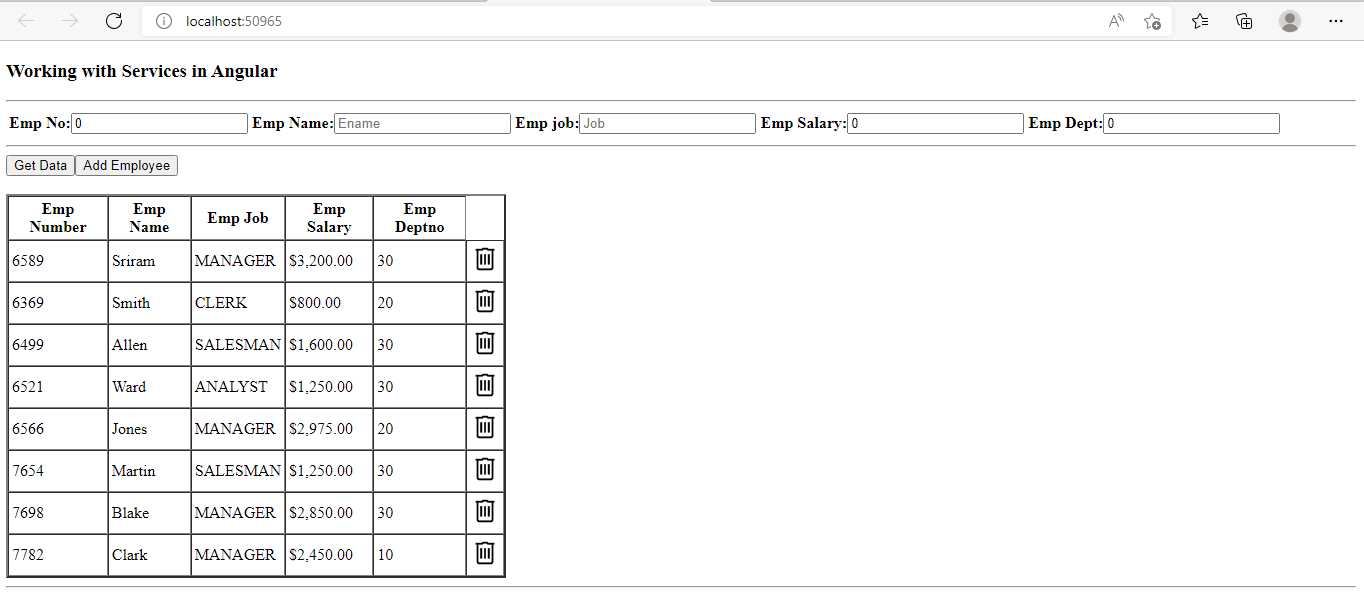 localhost:50965
Working with Services in Angular
Emp No: 0 Emp Name: Ename Emp job: Job Emp Salary: 0 Emp Dept: 0
Get Data Add Employee
Emp Number Emp Name Emp Job Emp Salary Emp Deptno
6589 Sriram MANAGER $3,200.00 30
6369 Smith CLERK $800.00 20
6499 Allen SALESMAN $1,600.00 30
6521 Ward ANALYST $1,250.00 30
6566 Jones MANAGER $2,975.00 20
7654 Martin SALESMAN $1,250.00 30
7698 Blake MANAGER $2,850.00 30
7782 Clark MANAGER $2,450.00 10